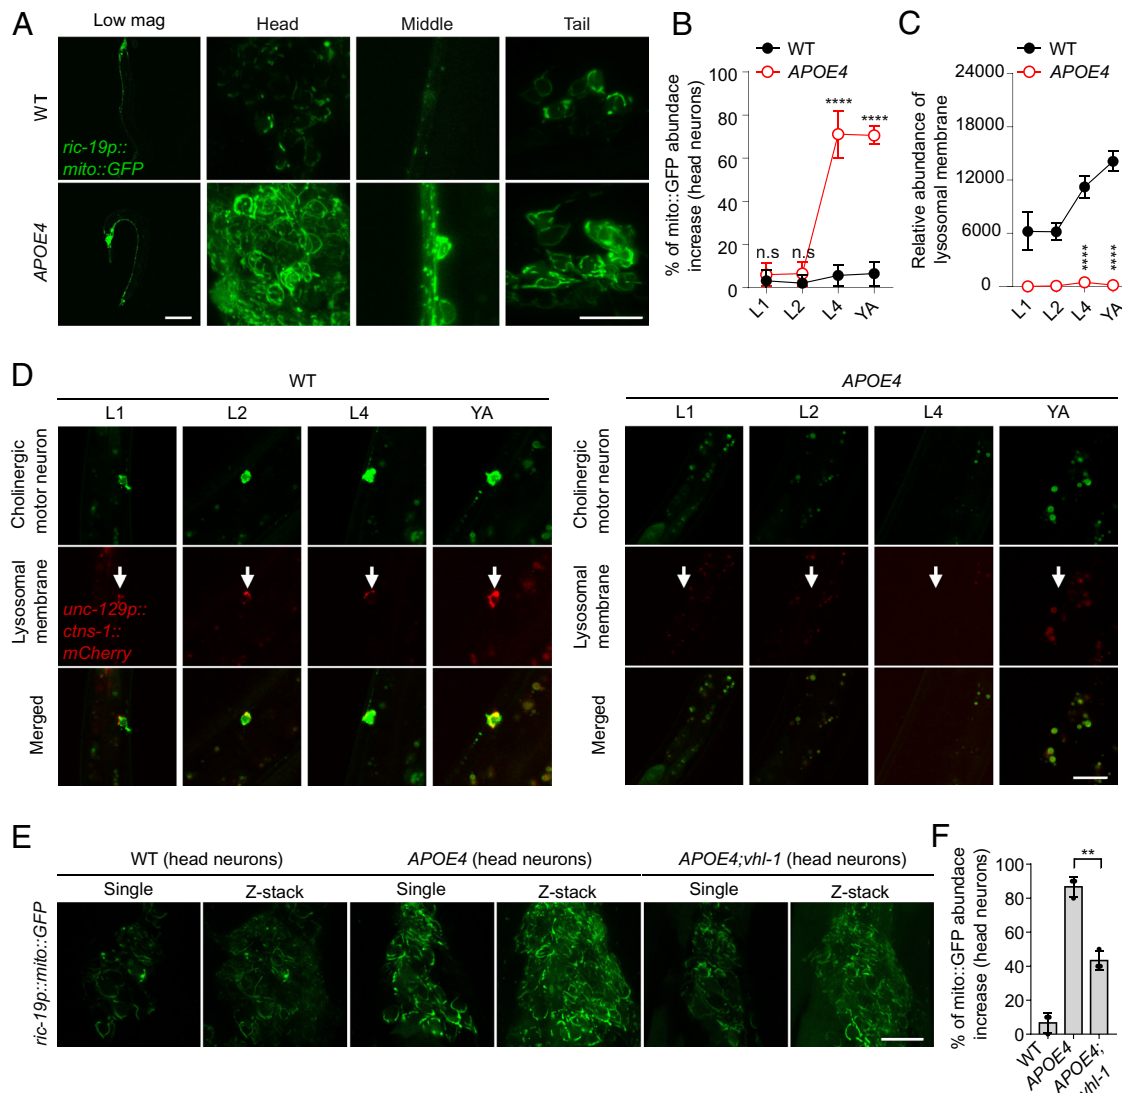 A
Low mag
Head
Middle
Tail
WT
ric-19p::
mito::GFP
APOE4
B
WT
APOE4
% of mito::GFP abundace
increase (head neurons)
100
80
60
40
20
0
n.s
n.s
****
****
L1
L2
L4
YA
C
WT
APOE4
Relative abundance of
lysosomal membrane
24000
18000
12000
6000
0
****
****
L1
L2
L4
YA
D
WT
L1
L2
L4
YA
APOE4
L1
L2
L4
YA
Cholinergic
motor neuron
Lysosomal
membrane
unc-129p::
ctns-1::
mCherry
Merged
Cholinergic
motor neuron
Lysosomal
membrane
Merged
E
WT (head neurons)
APOE4 (head neurons)
APOE4;vhl-1 (head neurons)
Single
Z-stack
Single
Z-stack
Single
Z-stack
ric-19p::mito::GFP
F
% of mito::GFP abundace
increase (head neurons)
100
80
60
40
20
0
**
WT
APOE4
APOE4;
vhl-1